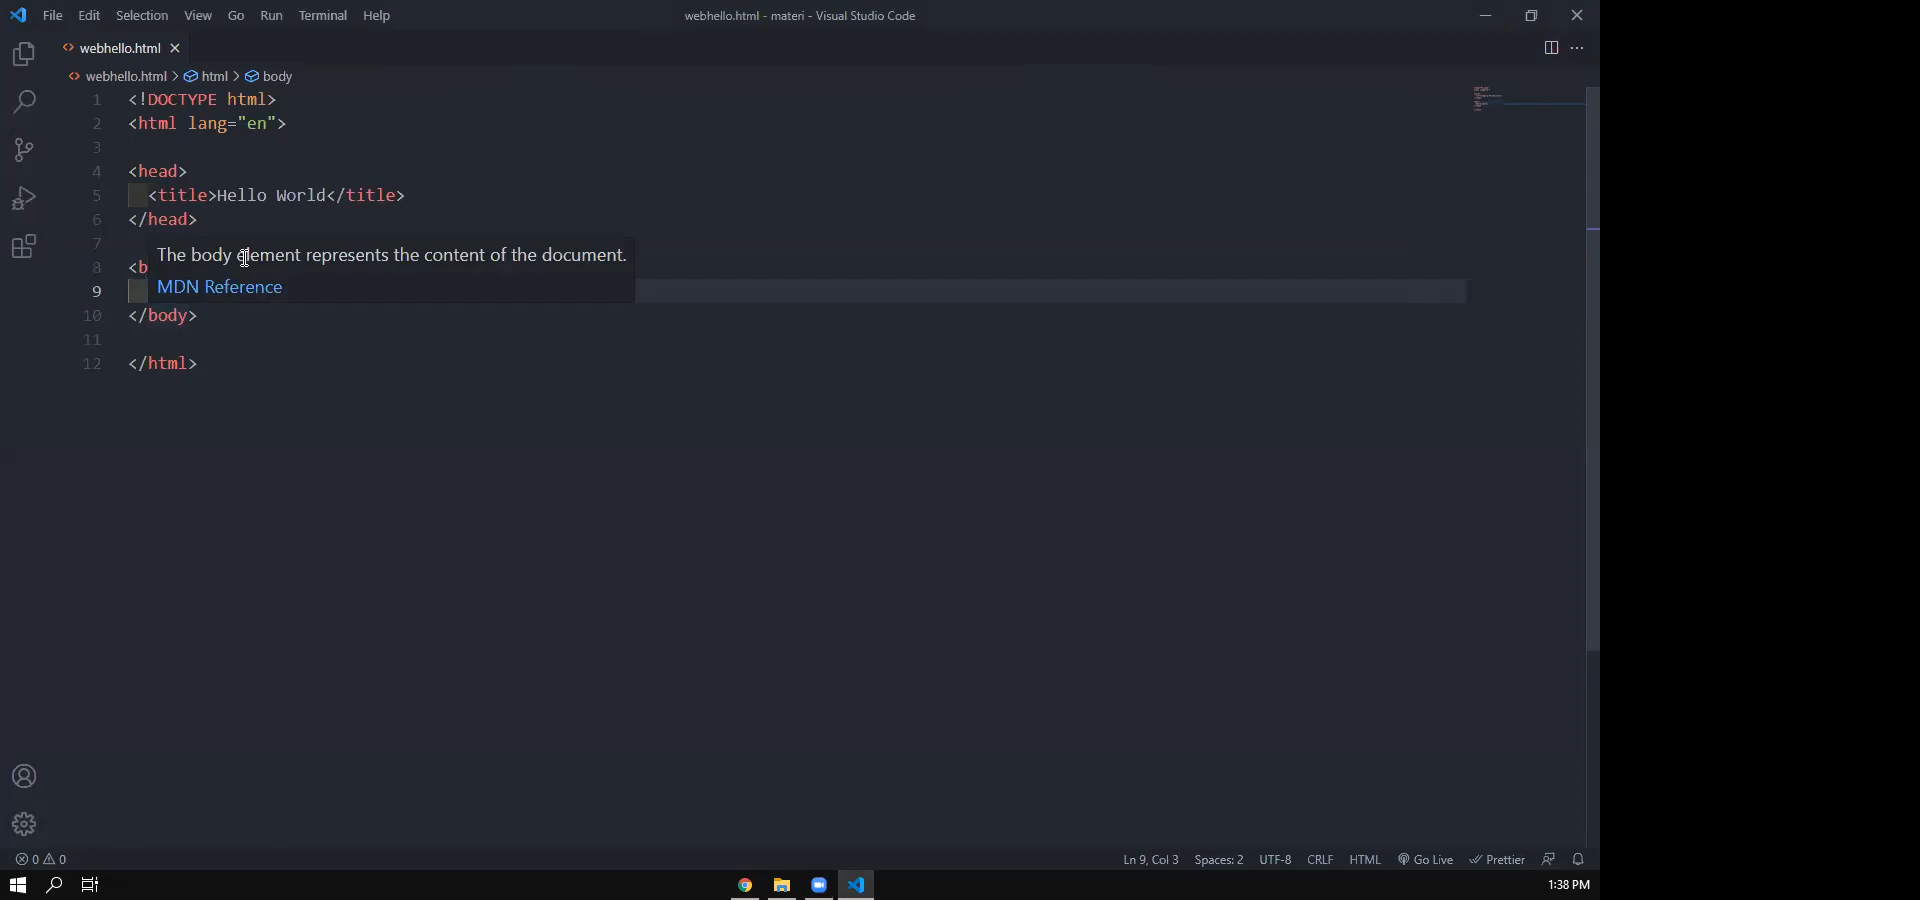 File Edit Selection View Go Run Terminal Help webhello.html - materi - Visual Studio Code
webhello.html
webhello.html > html > body
1 <!DOCTYPE html>
2 <html lang="en">
3
4 <head>
5 <title>Hello World</title>
6 </head>
7
The body element represents the content of the document.
8 <b
MDN Reference
9
10 </body>
11
12 </html>
0 0 Ln 9, Col 3 Spaces: 2 UTF-8 CRLF HTML Go Live Prettier
1:38 PM